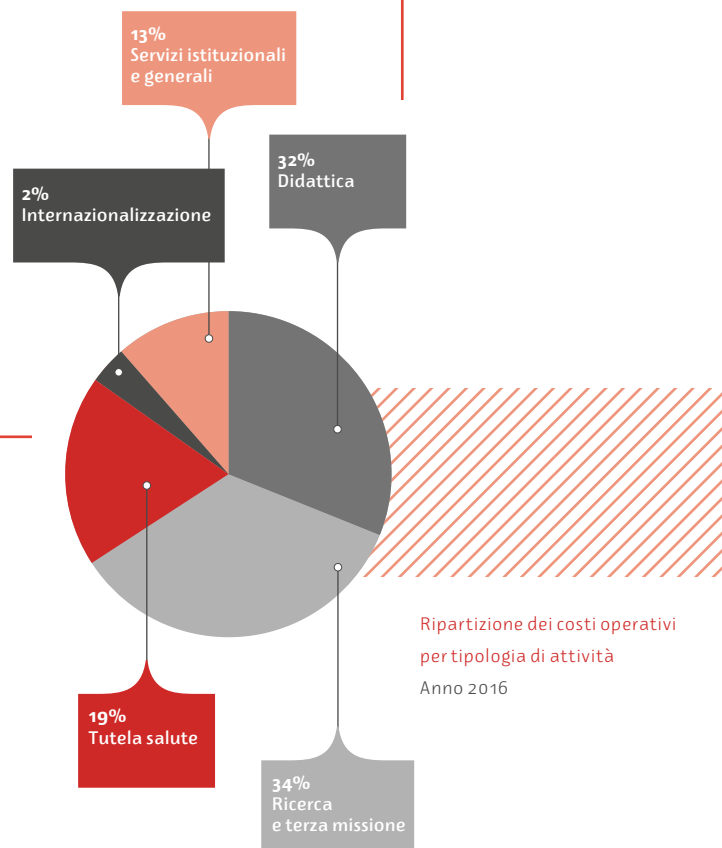 13%
Servizi istituzionali
e generali
32%
Didattica
2%
Internazionalizzazione
Ripartizione dei costi operativi
per tipologia di attività
Anno 2016
19%
Tutela salute
34%
Ricerca
e terza missione